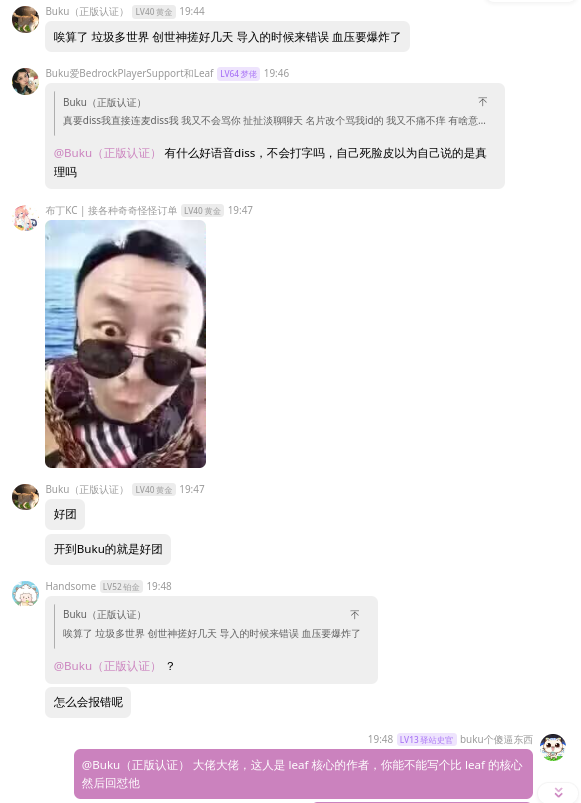 Buku（正版认证） LV40 黄金 19:44
唉算了 垃圾多世界 创世神搓好几天 导入的时候来错误 血压要爆炸了
Buku爱BedrockPlayerSupport和Leaf LV64 梦佬 19:46
Buku（正版认证）
真要diss我直接连麦diss我 我又不会骂你 扯扯淡聊聊天 名片改个骂我id的 我又不痛不痒 有啥意...
@Buku（正版认证） 有什么好语音diss，不会打字吗，自己死脸皮以为自己说的是真
理吗
布丁KC｜接各种奇奇怪怪订单 LV40 黄金 19:47
Buku（正版认证） LV40 黄金 19:47
好团
开到Buku的就是好团
Handsome LV52 铂金 19:48
Buku（正版认证）
唉算了 垃圾多世界 创世神搓好几天 导入的时候来错误 血压要爆炸了
@Buku（正版认证） ？
怎么会报错呢
19:48 LV13 驿站史官 buku个傻逼东西
@Buku（正版认证） 大佬大佬，这人是 leaf 核心的作者，你能不能写个比 leaf 的核心
然后回怼他